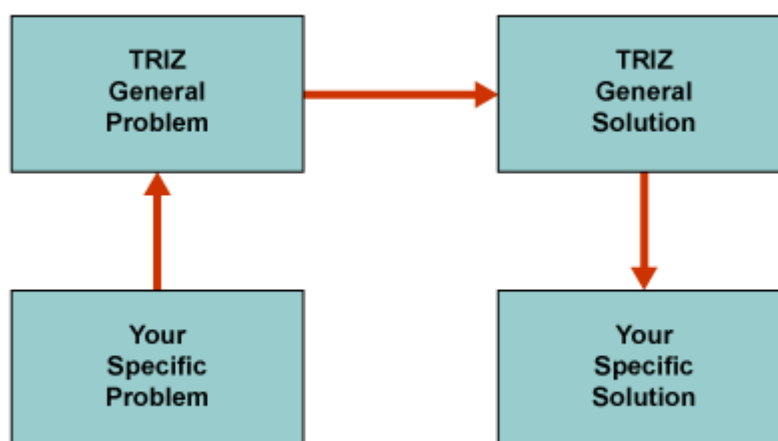 TRIZ
General
Problem
TRIZ
General
Solution
Your
Specific
Problem
Your
Specific
Solution